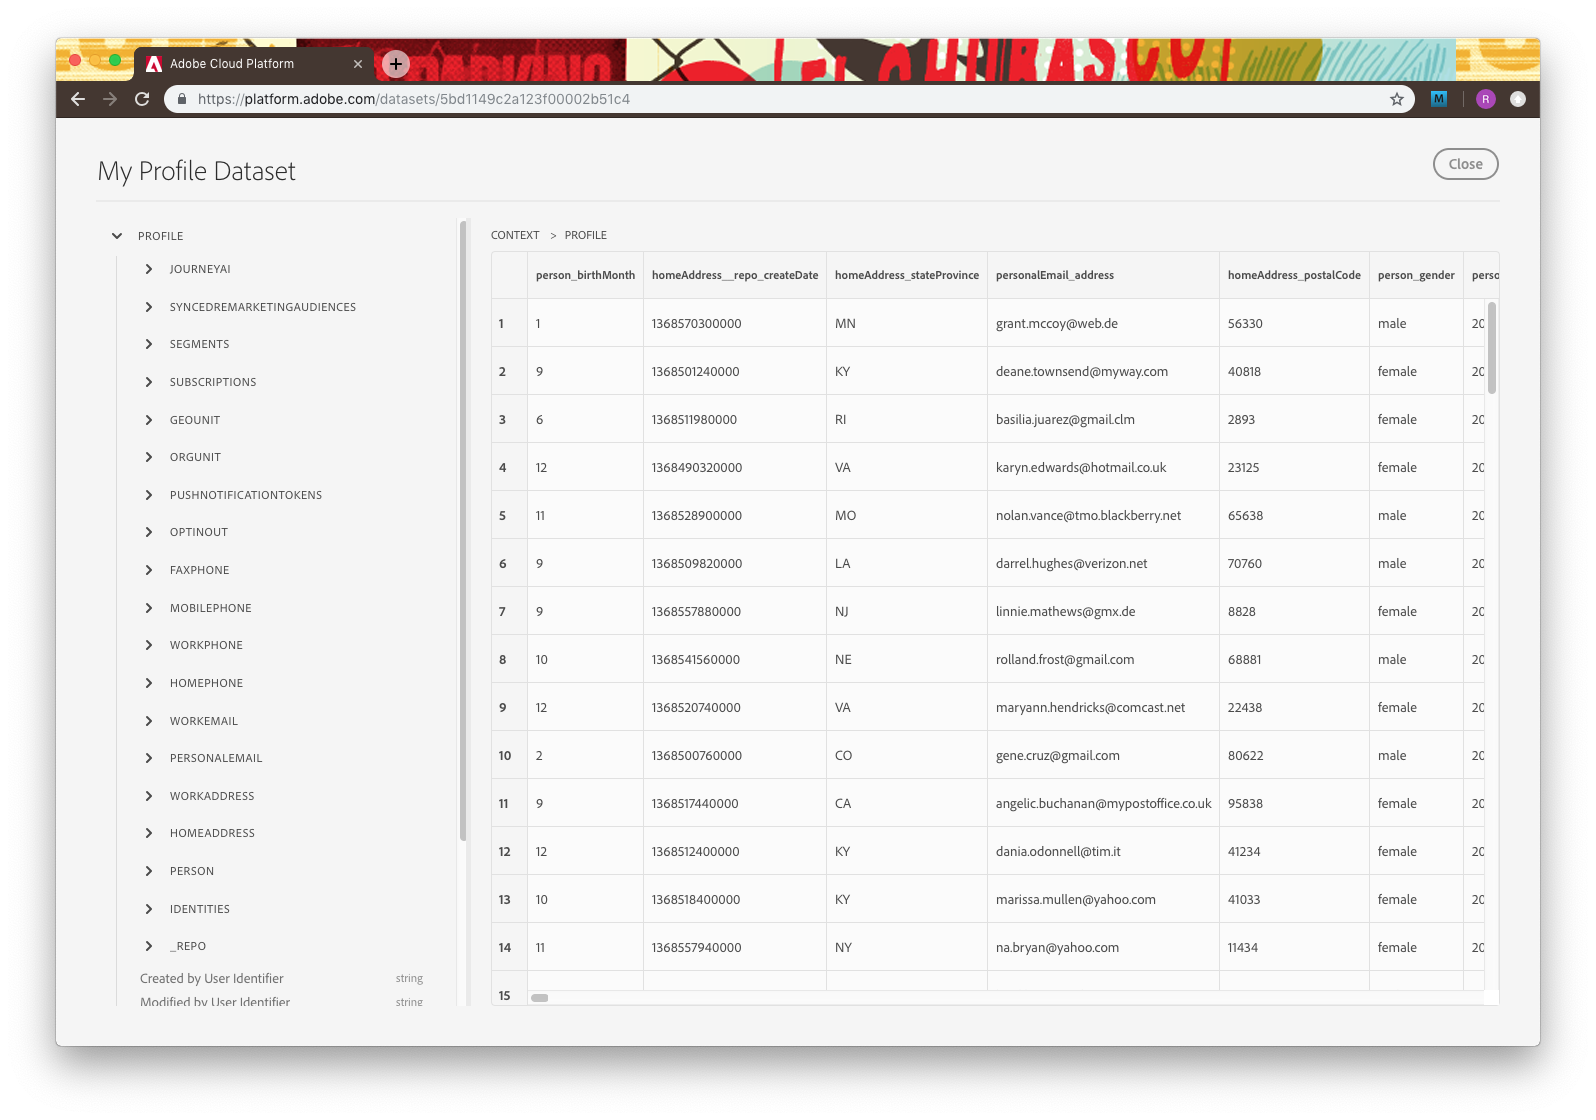 Adobe Cloud Platform
https://platform.adobe.com/datasets/5bd1149c2a123f00002b51c4
M
R
My Profile Dataset
Close
PROFILE
JOURNEYAI
SYNCEDREMARKETINGAUDIENCES
SEGMENTS
SUBSCRIPTIONS
GEOUNIT
ORGUNIT
PUSHNOTIFICATIONTOKENS
OPTINOUT
FAXPHONE
MOBILEPHONE
WORKPHONE
HOMEPHONE
WORKEMAIL
PERSONALEMAIL
WORKADDRESS
HOMEADDRESS
PERSON
IDENTITIES
_REPO
Created by User Identifier string
Modified by User Identifier string
CONTEXT > PROFILE
person_birthMonth homeAddress__repo_createDate homeAddress_stateProvince personalEmail_address homeAddress_postalCode person_gender perso
1 1 1368570300000 MN grant.mccoy@web.de 56330 male 20
2 9 1368501240000 KY deane.townsend@myway.com 40818 female 20
3 6 1368511980000 RI basilia.juarez@gmail.clm 2893 female 20
4 12 1368490320000 VA karyn.edwards@hotmail.co.uk 23125 female 20
5 11 1368528900000 MO nolan.vance@tmo.blackberry.net 65638 male 20
6 9 1368509820000 LA darrel.hughes@verizon.net 70760 male 20
7 9 1368557880000 NJ linnie.mathews@gmx.de 8828 female 20
8 10 1368541560000 NE rolland.frost@gmail.com 68881 male 20
9 12 1368520740000 VA maryann.hendricks@comcast.net 22438 female 20
10 2 1368500760000 CO gene.cruz@gmail.com 80622 male 20
11 9 1368517440000 CA angelic.buchanan@mypostoffice.co.uk 95838 female 20
12 12 1368512400000 KY dania.odonnell@tim.it 41234 female 20
13 10 1368518400000 KY marissa.mullen@yahoo.com 41033 female 20
14 11 1368557940000 NY na.bryan@yahoo.com 11434 female 20
15